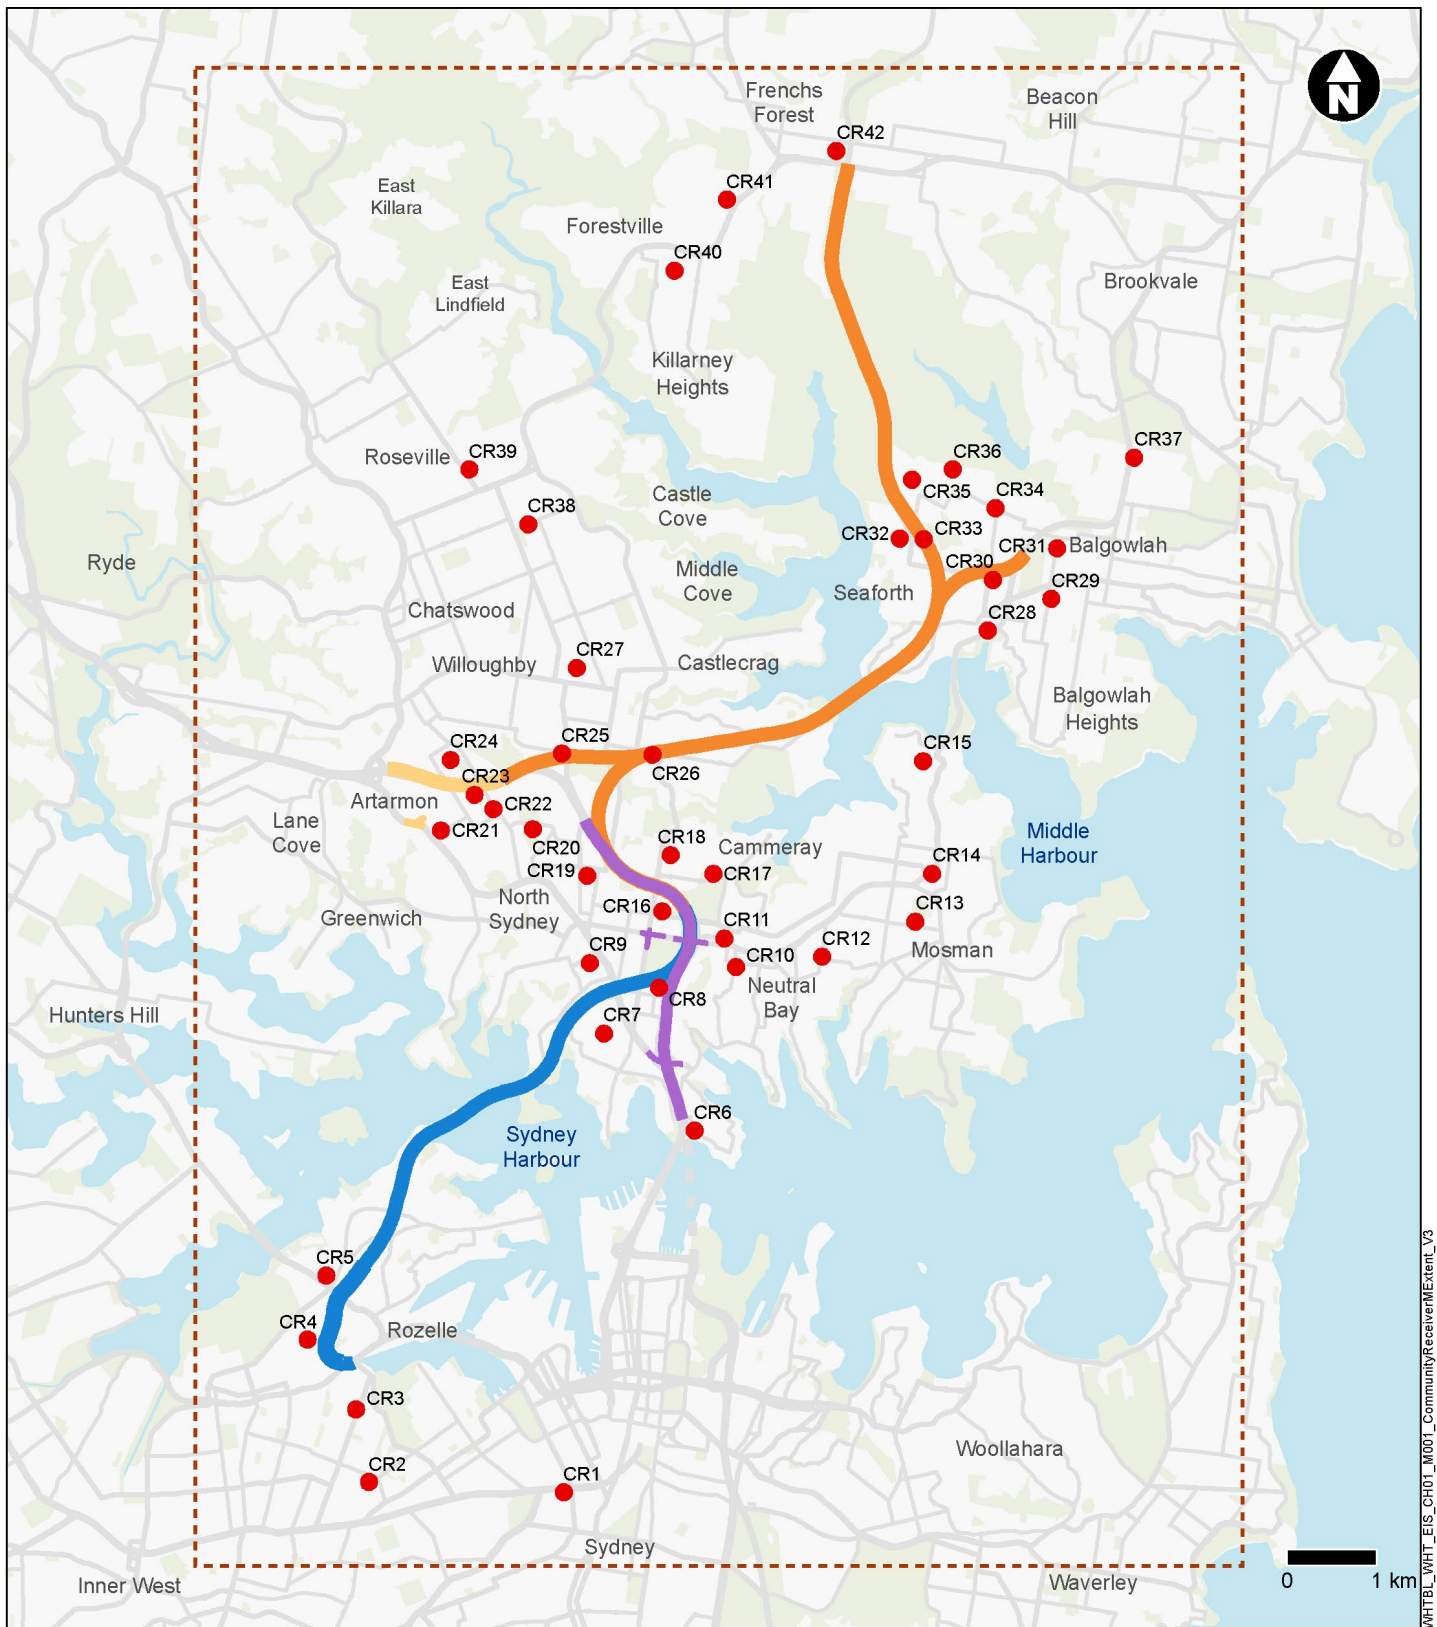 Frenchs
Forest
Beacon
Hill
N
CR42
East
Killara
CR41
Forestville
CR40
Brookvale
East
Lindfield
Killarney
Heights
CR37
Roseville
CR39
CR36
CR35
CR34
Castle
Cove
CR38
CR32
CR33
CR31
Balgowlah
Ryde
CR30
Middle
Cove
Seaforth
CR29
Chatswood
CR28
CR27
Willoughby
Castlecrag
Balgowlah
Heights
CR25
CR24
CR26
CR15
CR23
Artarmon
CR22
Lane
Cove
CR21
CR20
CR18
Cammeray
Middle
Harbour
CR19
CR17
CR14
North
Sydney
CR16
CR13
Greenwich
CR11
CR9
CR10
CR12
Mosman
Neutral
Bay
CR8
Hunters Hill
CR7
CR6
Sydney
Harbour
CR5
CR4
Rozelle
CR3
Woollahara
CR2
CR1
Sydney
Inner West
Waverley
0 1 km
WHTBL_WHT_EIS_CH01_M001_CommunityReceiverMExtent_V3